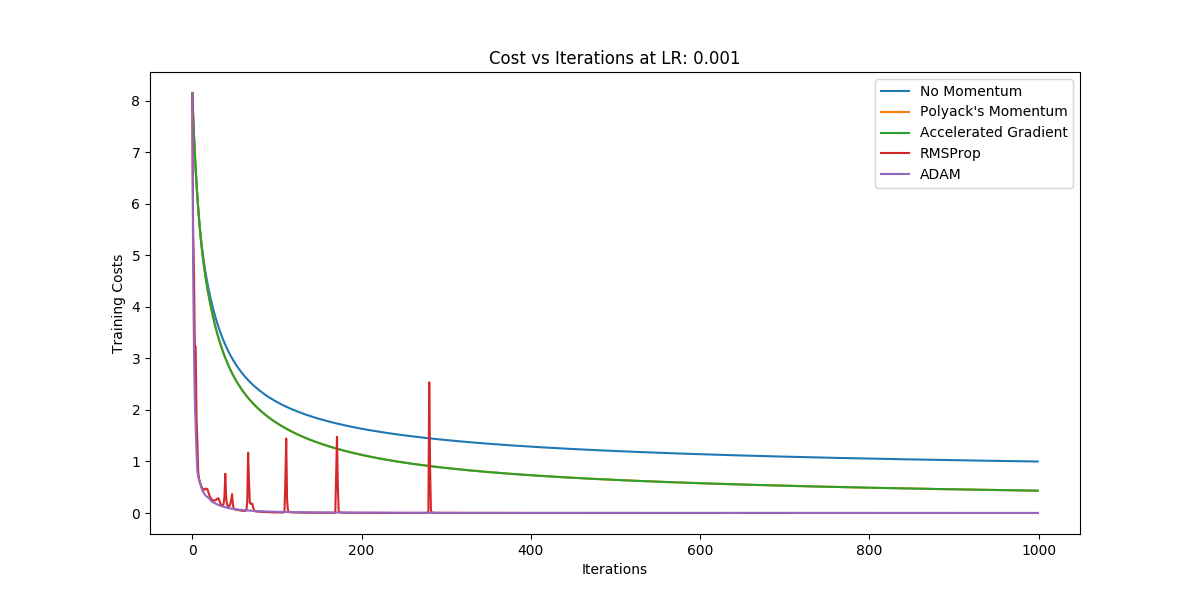 Cost vs Iterations at LR: 0.001
No Momentum
Polyack's Momentum
Accelerated Gradient
RMSProp
ADAM
Training Costs
8
7
6
5
4
3
2
1
0
0 200 400 600 800 1000
Iterations